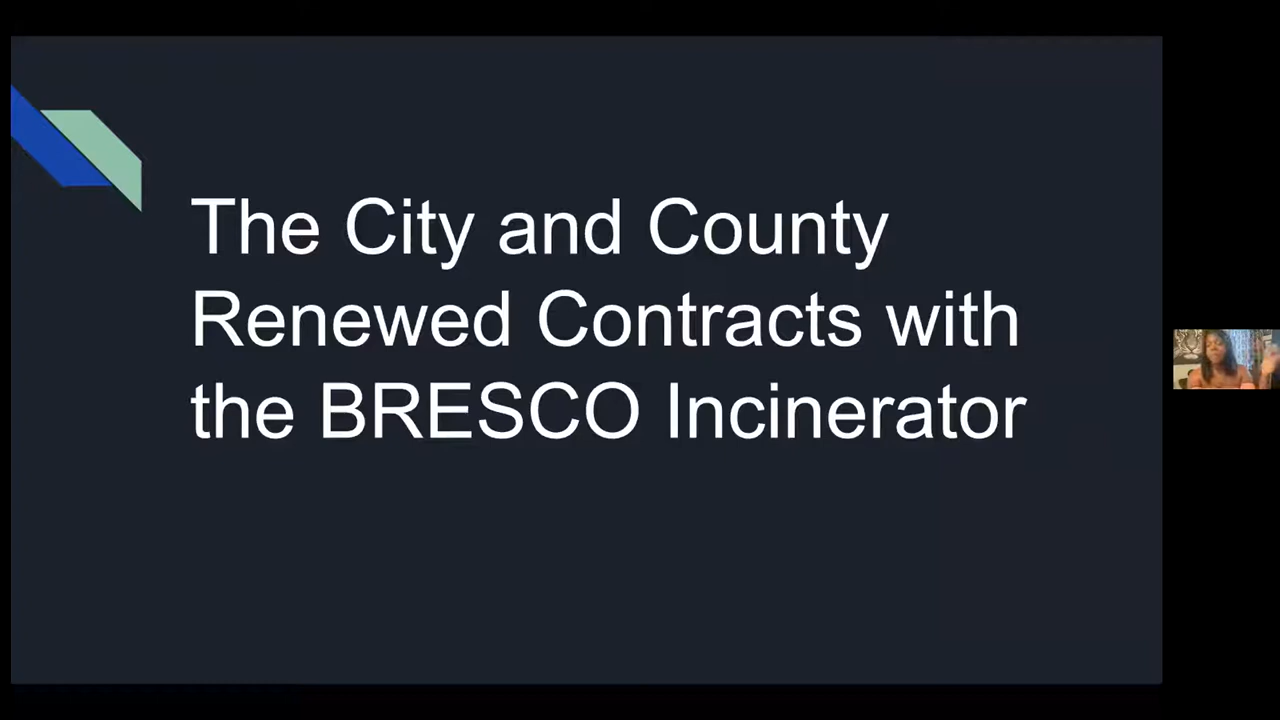 The City and County
Renewed Contracts with
the BRESCO Incinerator